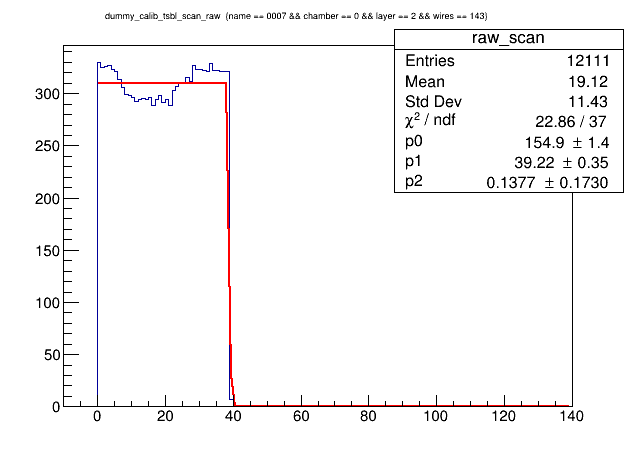 dummy_calib_tsbl_scan_raw {name == 0007 && chamber == 0 && layer == 2 && wires == 143}
raw_scan
Entries 12111
Mean 19.12
Std Dev 11.43
χ² / ndf 22.86 / 37
p0 154.9 ± 1.4
p1 39.22 ± 0.35
p2 0.1377 ± 0.1730
300
250
200
150
100
50
0
0 20 40 60 80 100 120 140